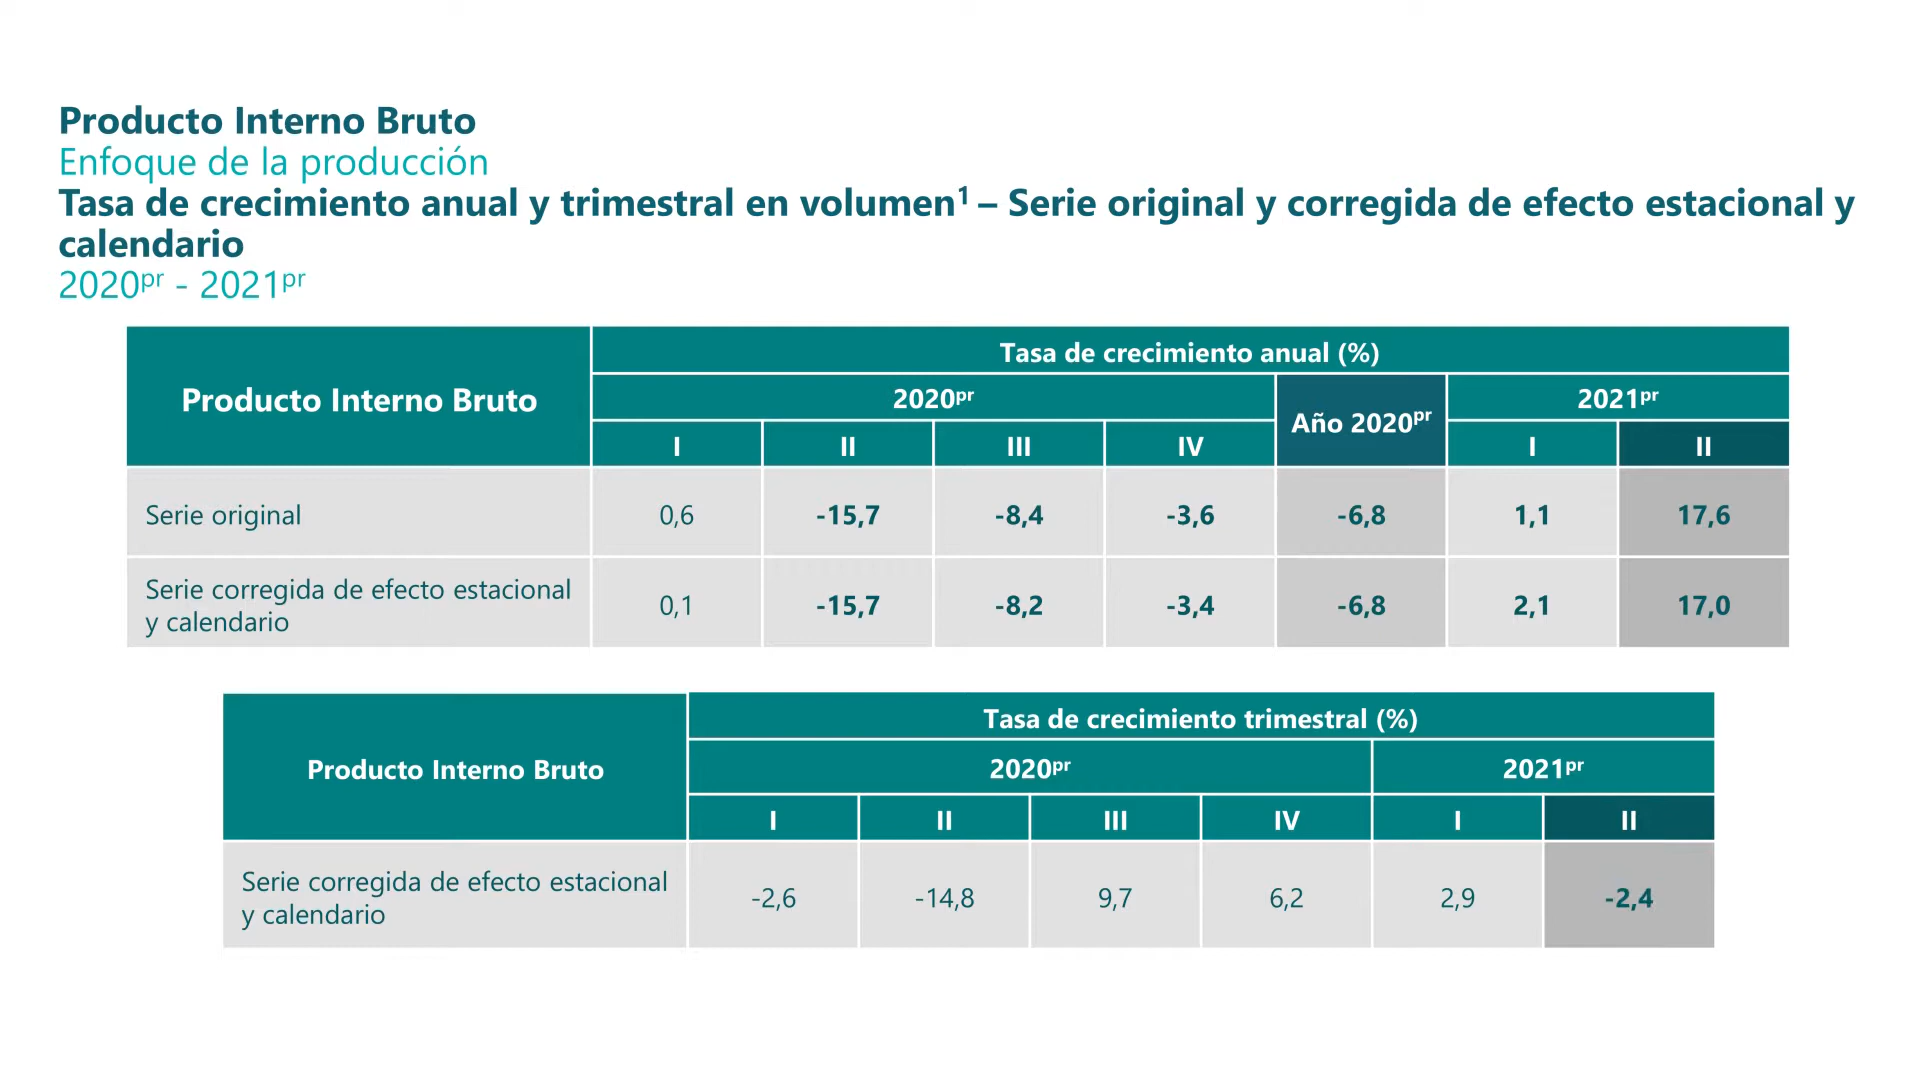 Producto Interno Bruto
Enfoque de la producción
Tasa de crecimiento anual y trimestral en volumen¹ – Serie original y corregida de efecto estacional y
calendario
2020pr - 2021pr
Producto Interno Bruto
Tasa de crecimiento anual (%)
2020pr
Año 2020pr
2021pr
I II III IV I II
Serie original 0,6 -15,7 -8,4 -3,6 -6,8 1,1 17,6
Serie corregida de efecto estacional
y calendario
0,1 -15,7 -8,2 -3,4 -6,8 2,1 17,0
Producto Interno Bruto
Tasa de crecimiento trimestral (%)
2020pr 2021pr
I II III IV I II
Serie corregida de efecto estacional
y calendario
-2,6 -14,8 9,7 6,2 2,9 -2,4